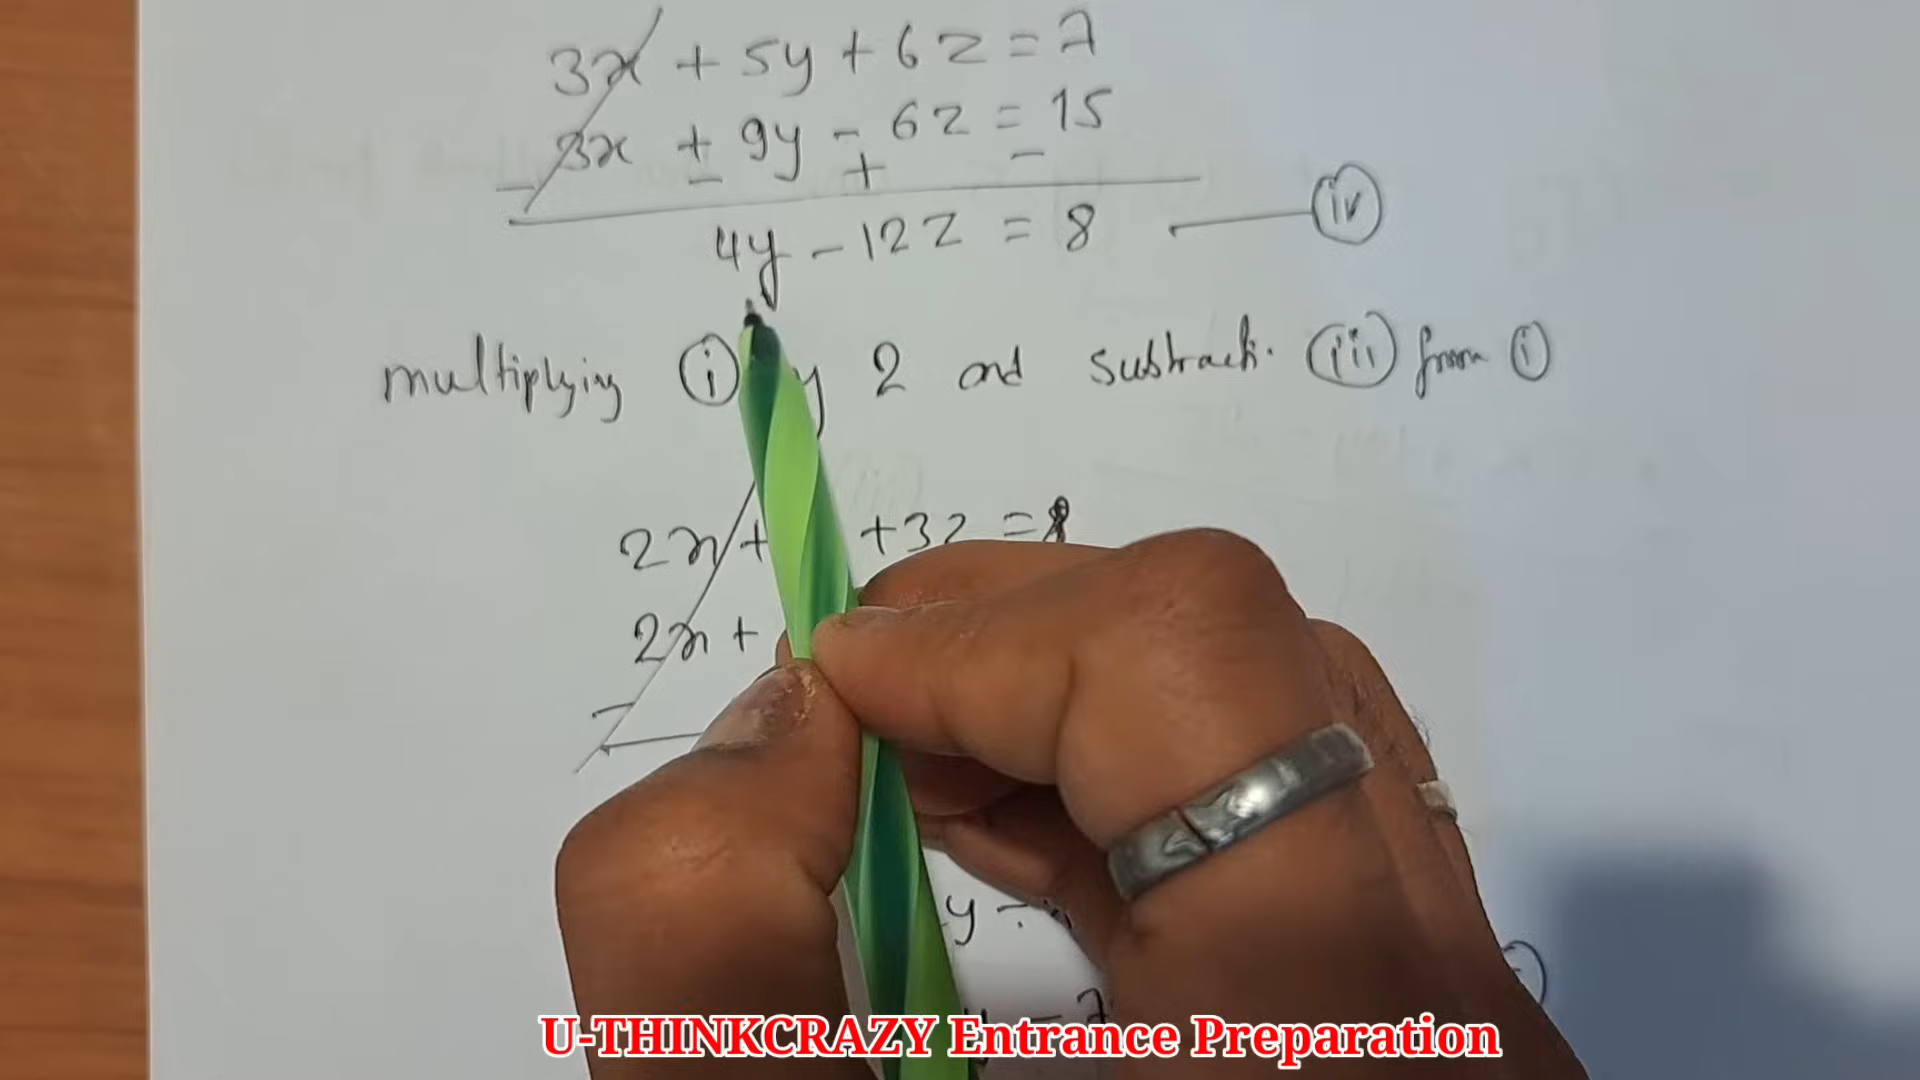 3x + 5y + 6z = 7
3x + 9y - 6z = 15
- - + -
4y - 12z = 8 (iv)
multiplying (i) y 2 and subtract. (iii) from (i)
2x + + 3z = 8
2x +
-
y -
U-THINKCRAZY Entrance Preparation